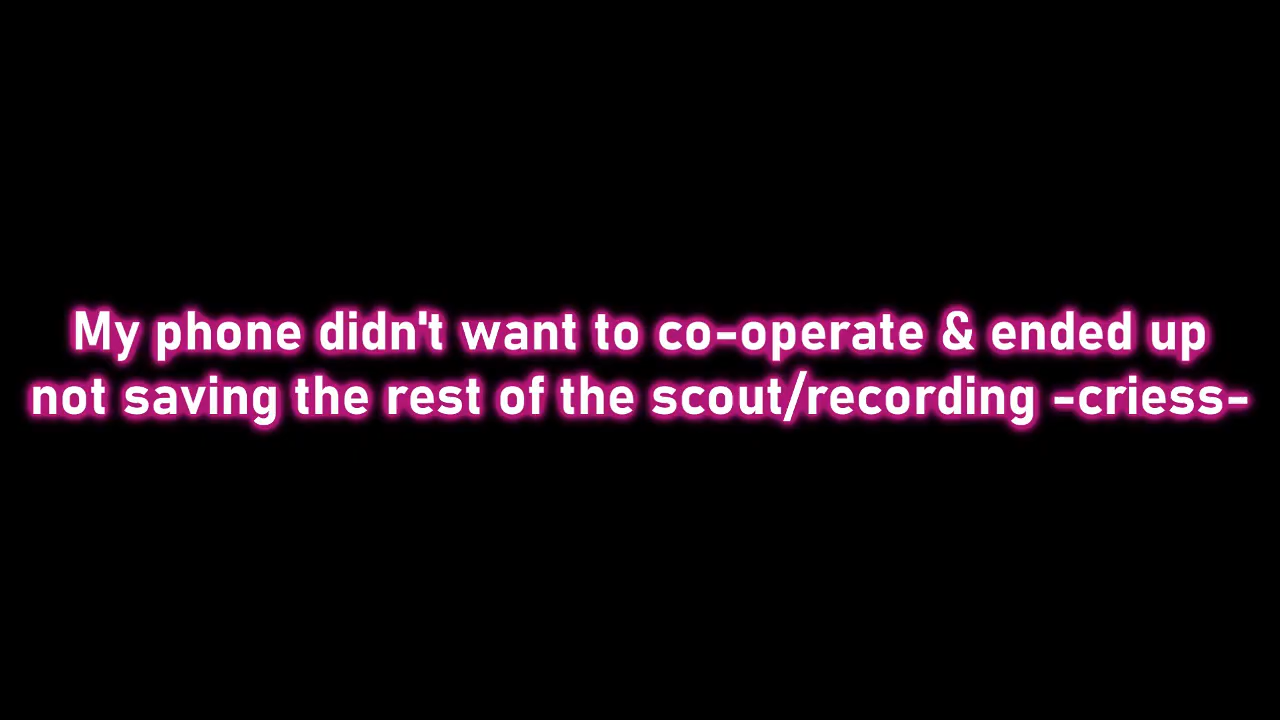 My phone didn't want to co-operate & ended up
not saving the rest of the scout/recording -criess-